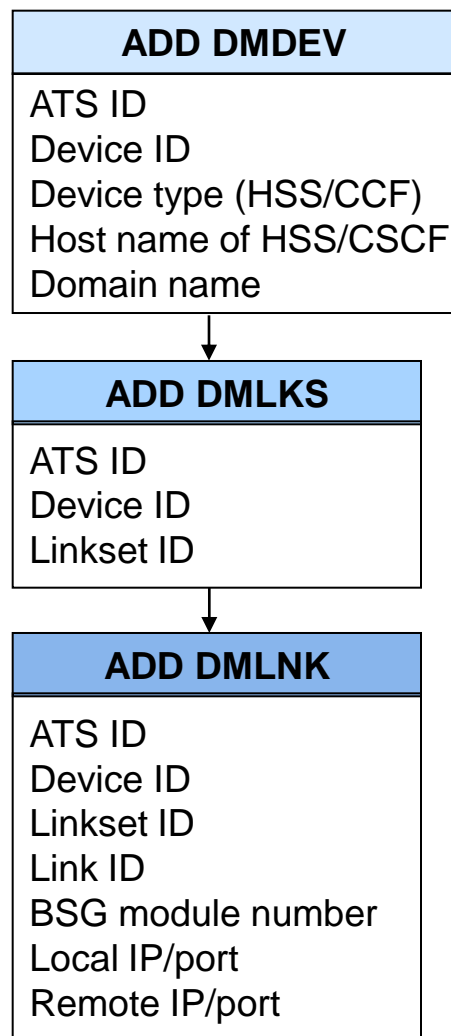 ADD DMDEV
ATS ID
Device ID
Device type (HSS/CCF)
Host name of HSS/CSCF
Domain name
ADD DMLKS
ATS ID
Device ID
Linkset ID
ADD DMLNK
ATS ID
Device ID
Linkset ID
Link ID
BSG module number
Local IP/port
Remote IP/port